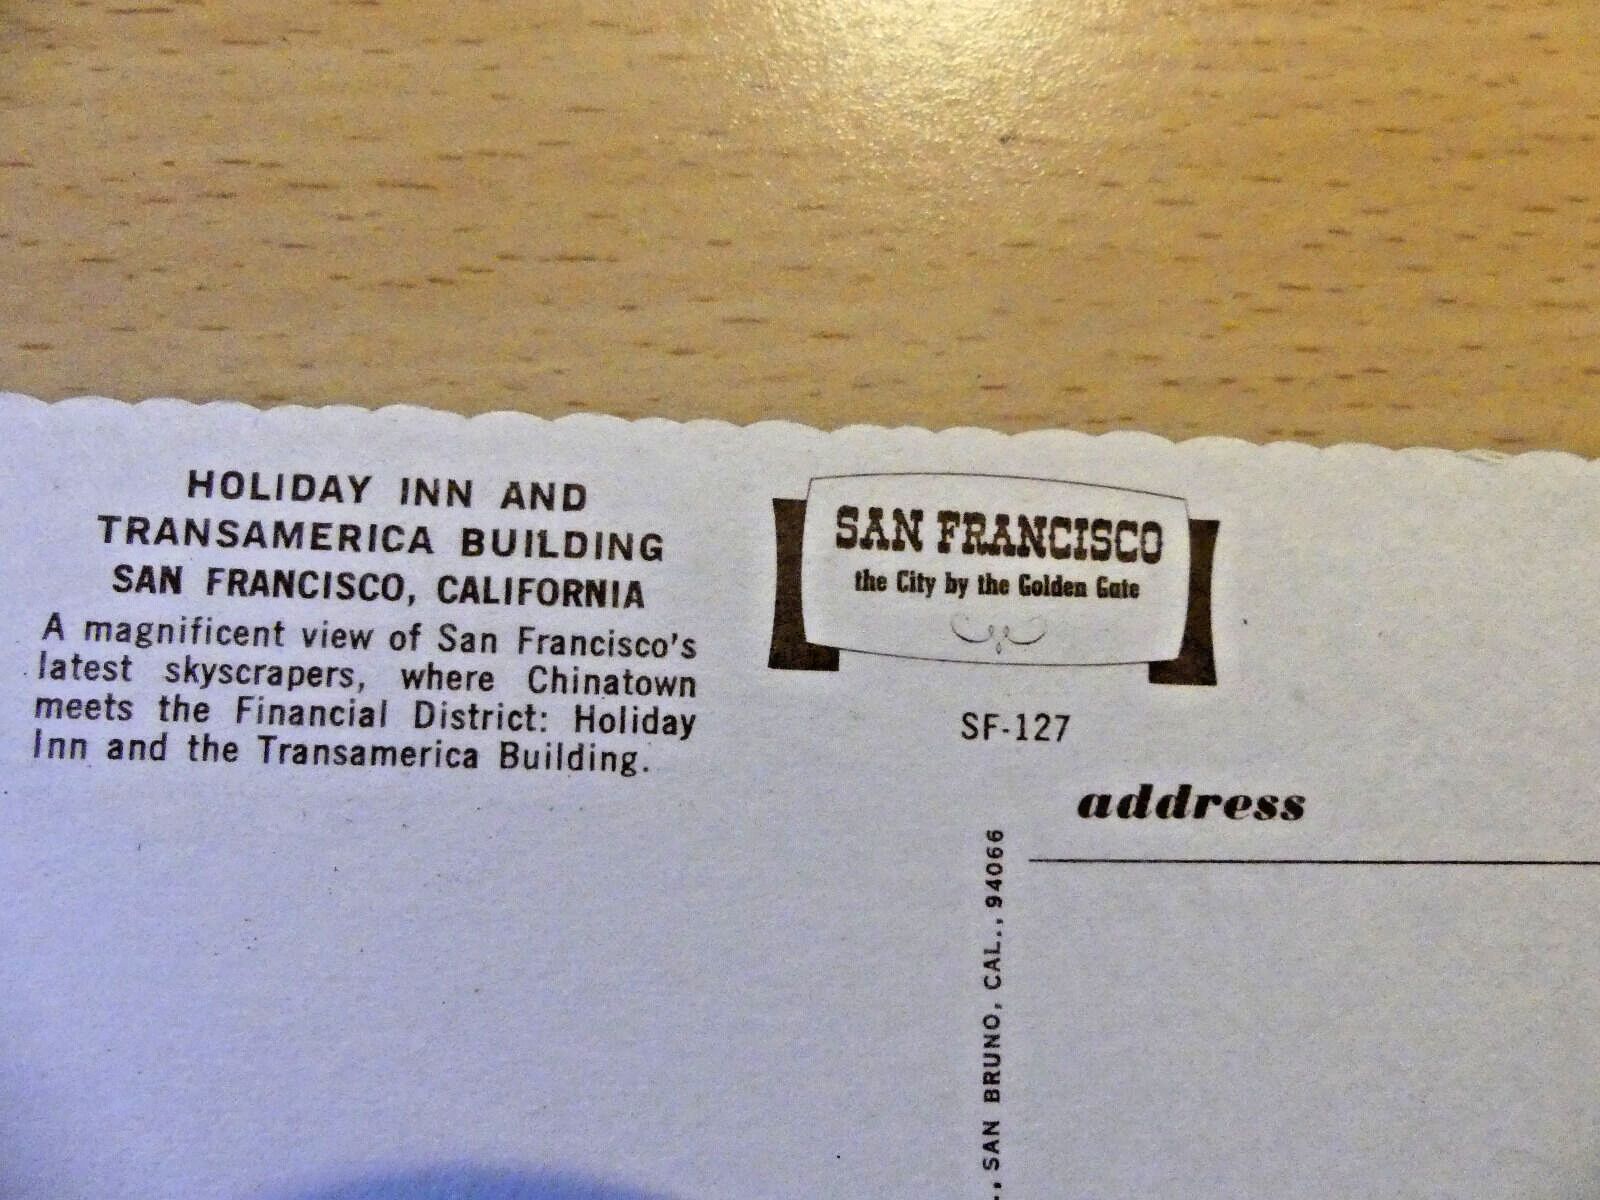 HOLIDAY INN AND
TRANSAMERICA BUILDING
SAN FRANCISCO, CALIFORNIA
A magnificent view of San Francisco's
latest skyscrapers, where Chinatown
meets the Financial District: Holiday
Inn and the Transamerica Building.
SAN FRANCISCO
the City by the Golden Gate
SF-127
address
., SAN BRUNO, CAL., 94066